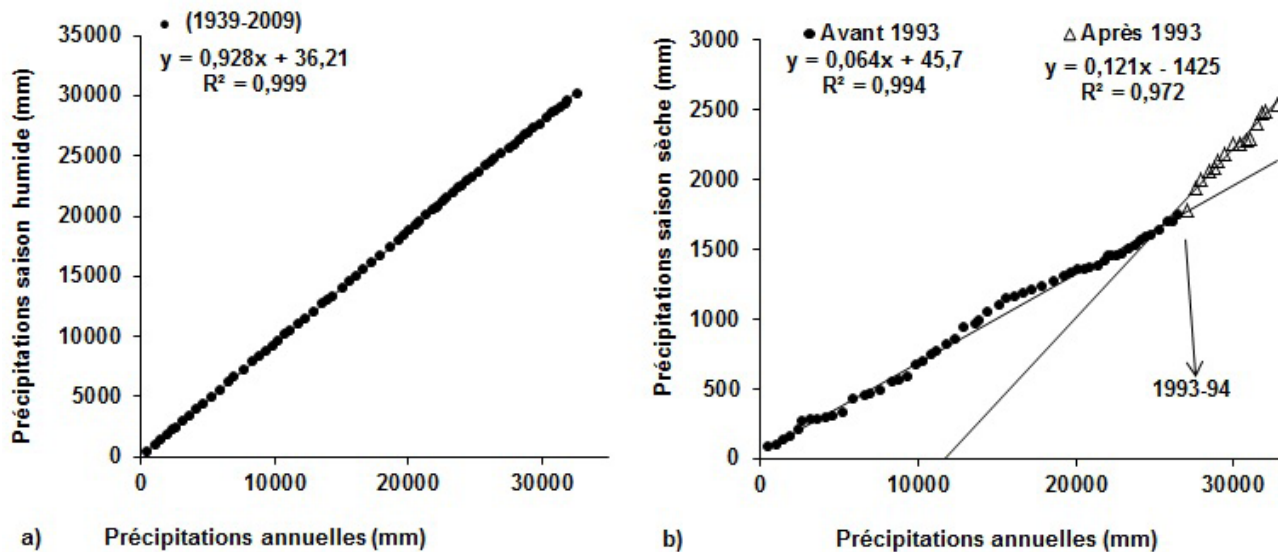 (1939-2009)
y = 0,928x + 36,21
R² = 0,999
35000
30000
25000
20000
15000
10000
5000
0
Précipitations saison humide (mm)
0 10000 20000 30000
a) Précipitations annuelles (mm)
Avant 1993
y = 0,064x + 45,7
R² = 0,994
Après 1993
y = 0,121x - 1425
R² = 0,972
3000
2500
2000
1500
1000
500
0
Précipitations saison sèche (mm)
1993-94
0 10000 20000 30000
b) Précipitations annuelles (mm)